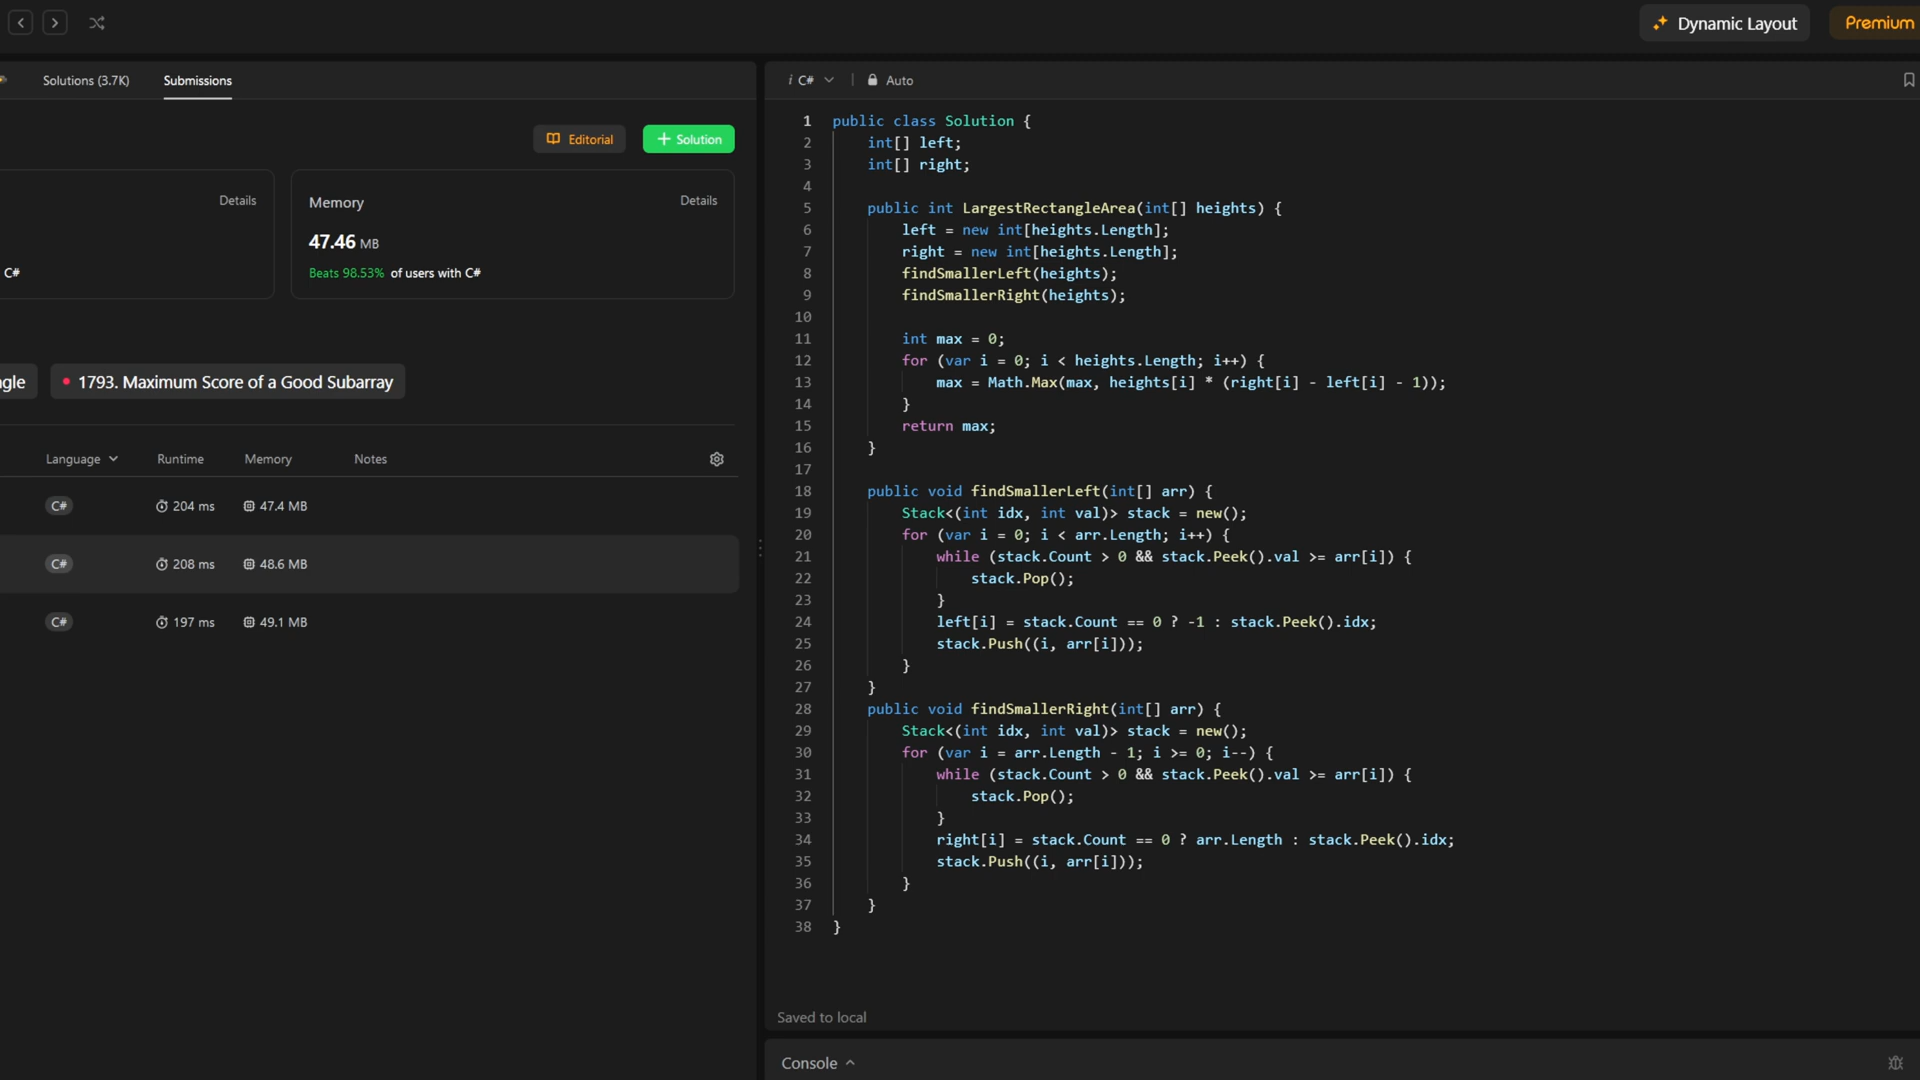 Dynamic Layout
Premium
Solutions (3.7K)
Submissions
C#
Auto
Editorial
Solution
Details
C#
Memory
Details
47.46 MB
Beats 98.53% of users with C#
gle
1793. Maximum Score of a Good Subarray
Language
Runtime
Memory
Notes
C#
204 ms
47.4 MB
C#
208 ms
48.6 MB
C#
197 ms
49.1 MB
1 public class Solution {
2 int[] left;
3 int[] right;
4
5 public int LargestRectangleArea(int[] heights) {
6 left = new int[heights.Length];
7 right = new int[heights.Length];
8 findSmallerLeft(heights);
9 findSmallerRight(heights);
10
11 int max = 0;
12 for (var i = 0; i < heights.Length; i++) {
13 max = Math.Max(max, heights[i] * (right[i] - left[i] - 1));
14 }
15 return max;
16 }
17
18 public void findSmallerLeft(int[] arr) {
19 Stack<(int idx, int val)> stack = new();
20 for (var i = 0; i < arr.Length; i++) {
21 while (stack.Count > 0 && stack.Peek().val >= arr[i]) {
22 stack.Pop();
23 }
24 left[i] = stack.Count == 0 ? -1 : stack.Peek().idx;
25 stack.Push((i, arr[i]));
26 }
27 }
28 public void findSmallerRight(int[] arr) {
29 Stack<(int idx, int val)> stack = new();
30 for (var i = arr.Length - 1; i >= 0; i--) {
31 while (stack.Count > 0 && stack.Peek().val >= arr[i]) {
32 stack.Pop();
33 }
34 right[i] = stack.Count == 0 ? arr.Length : stack.Peek().idx;
35 stack.Push((i, arr[i]));
36 }
37 }
38 }
Saved to local
Console